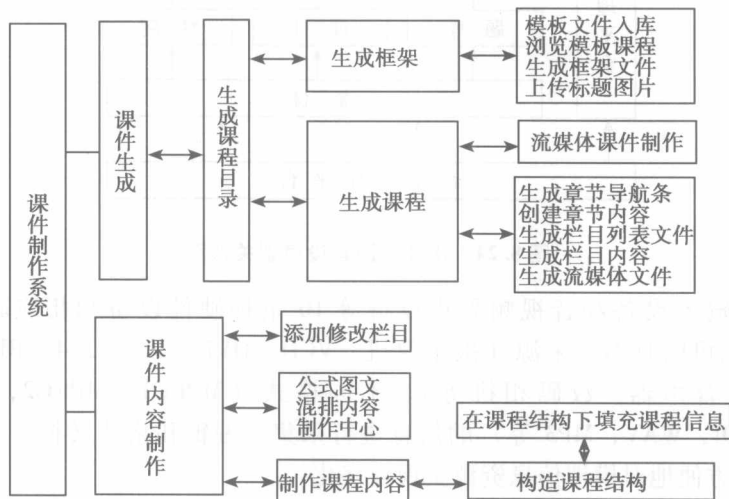 课件制作系统
课件生成
生成课程目录
生成框架
模板文件入库
浏览模板课程
生成框架文件
上传标题图片
生成课程
流媒体课件制作
生成章节导航条
创建章节内容
生成栏目列表文件
生成栏目内容
生成流媒体文件
课件内容制作
添加修改栏目
公式图文
混排内容
制作中心
制作课程内容
在课程结构下填充课程信息
构造课程结构